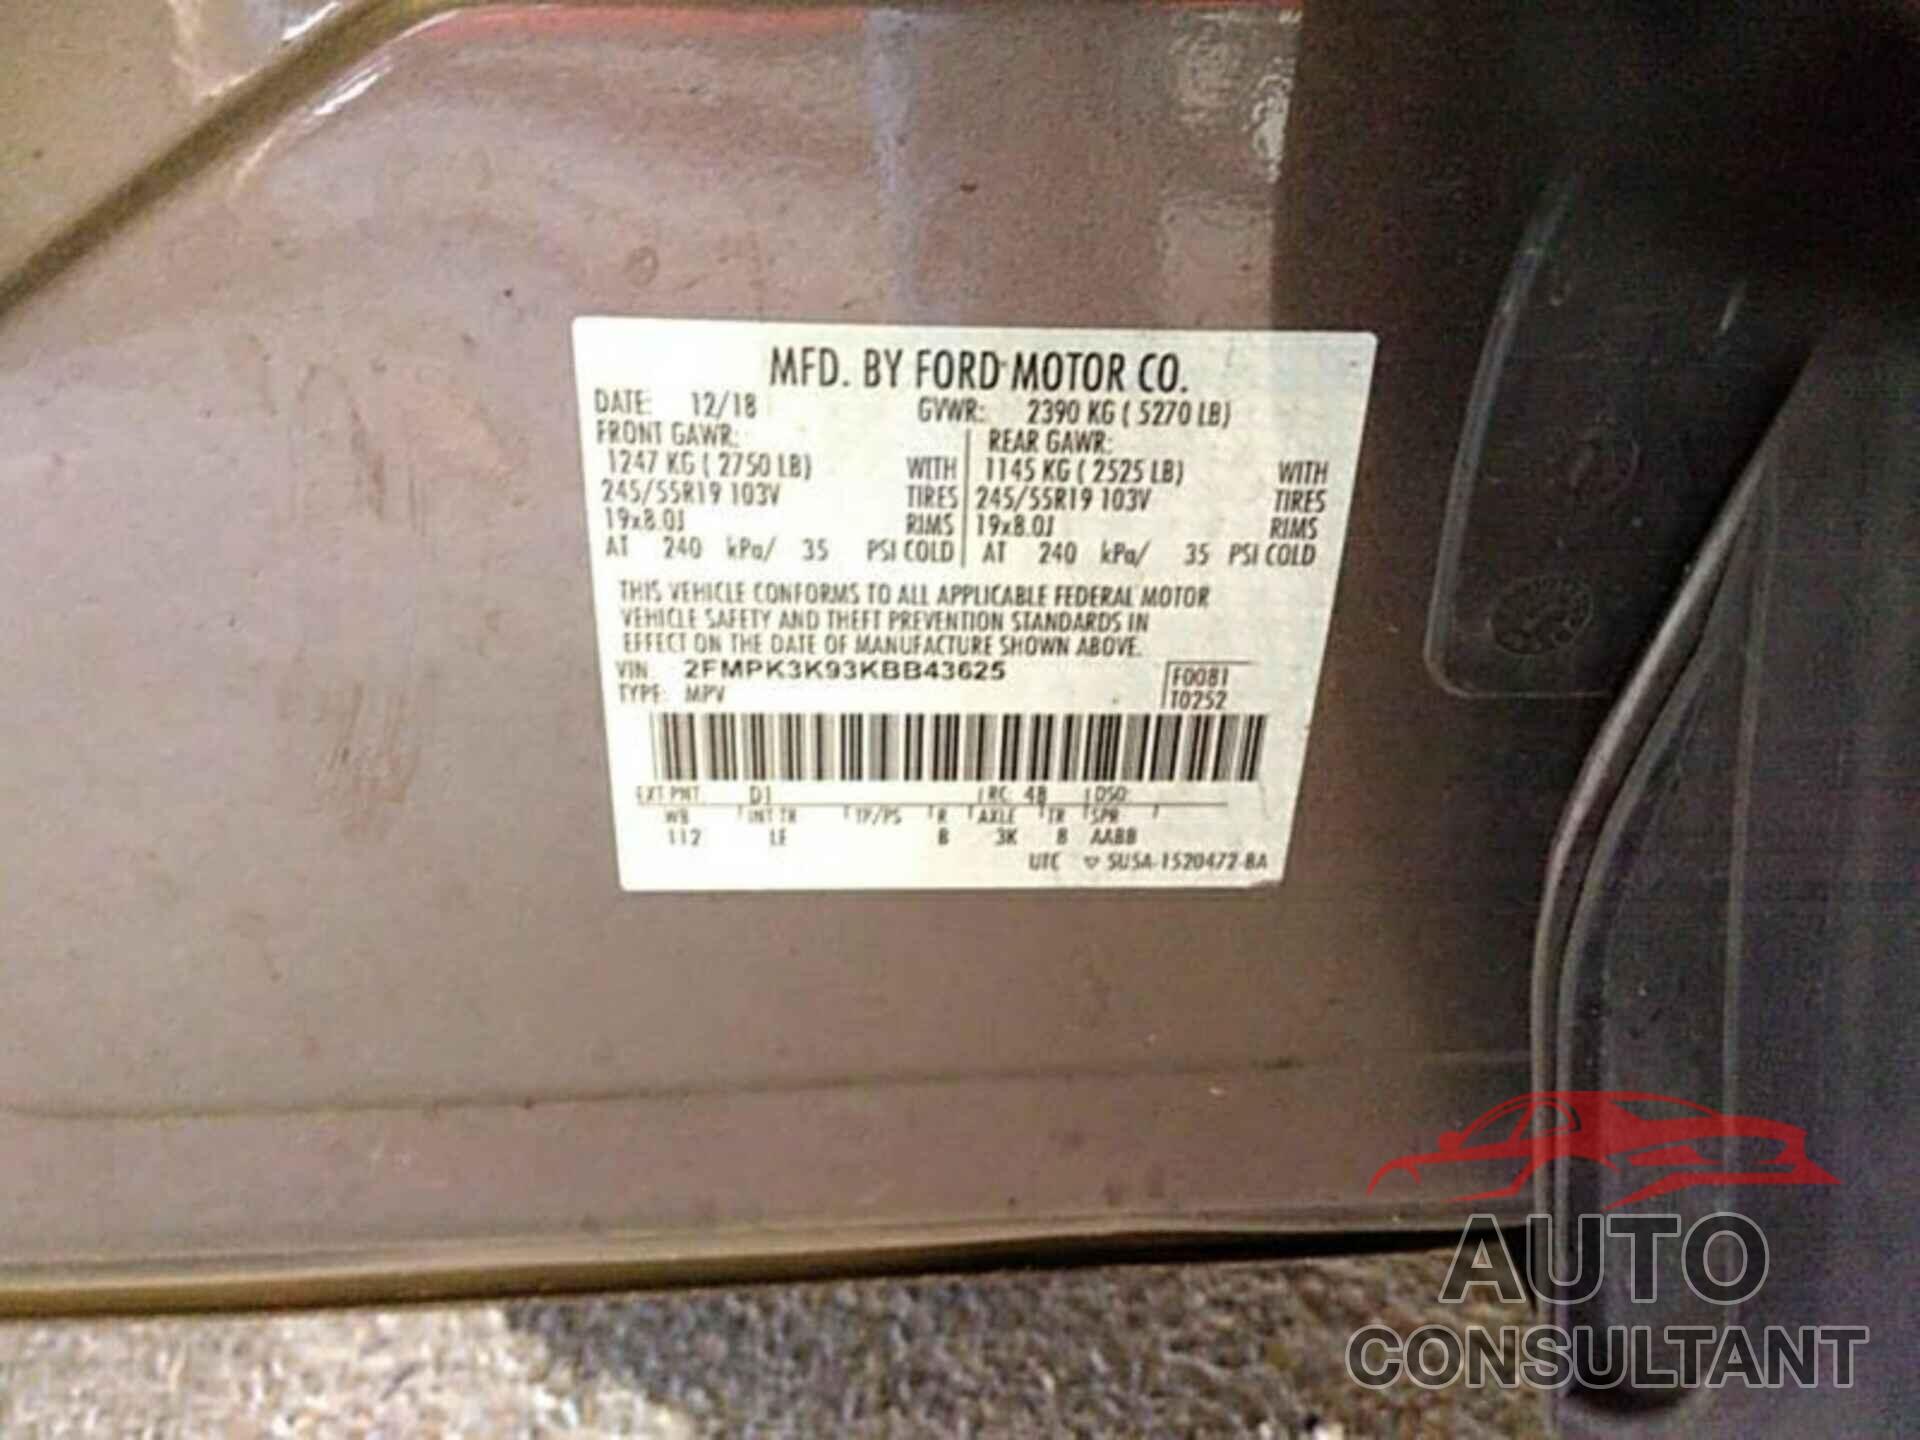 MFD. BY FORD MOTOR CO.
DATE: 12/18 GVWR: 2390 KG ( 5270 LB)
FRONT GAWR: REAR GAWR:
1247 KG ( 2750 LB) WITH 1145 KG ( 2525 LB) WITH
245/55R19 103V TIRES 245/55R19 103V TIRES
19x8.0J RIMS 19x8.0J RIMS
AT 240 kPa/ 35 PSI COLD AT 240 kPa/ 35 PSI COLD
THIS VEHICLE CONFORMS TO ALL APPLICABLE FEDERAL MOTOR
VEHICLE SAFETY AND THEFT PREVENTION STANDARDS IN
EFFECT ON THE DATE OF MANUFACTURE SHOWN ABOVE.
VIN 2FMPK3K93KBB43625 F0081
TYPE: MPV T0252
EXT PNT: D1 RC: 48 DSO:
WB INT TR TP/PS R AXLE TR SPR
112 LE B 3K 8 AABB
UTC SU5A-1520472-BA
AUTO
CONSULTANT